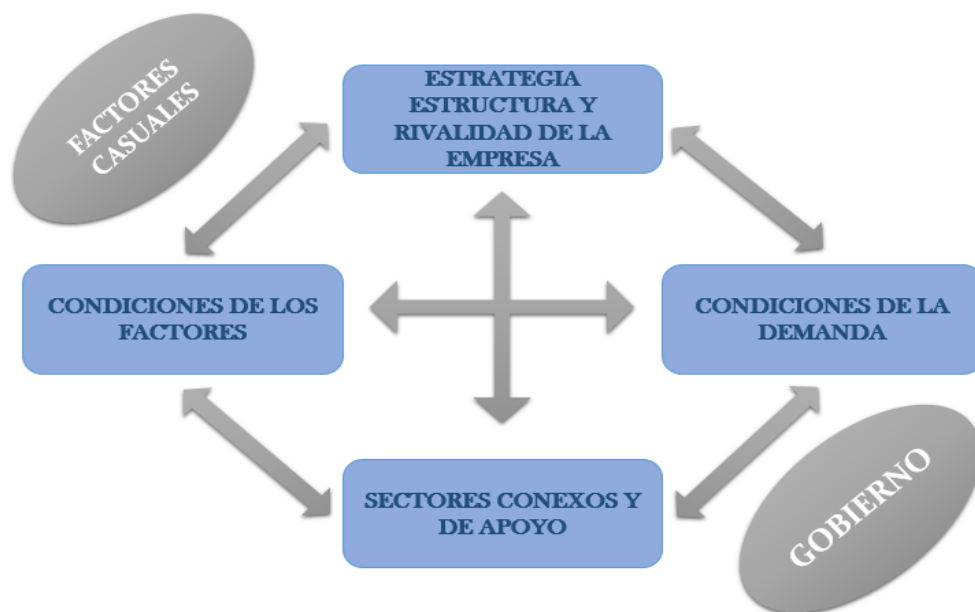 FACTORES
CASUALES
ESTRATEGIA
ESTRUCTURA Y
RIVALIDAD DE LA
EMPRESA
CONDICIONES DE LOS
FACTORES
CONDICIONES DE LA
DEMANDA
SECTORES CONEXOS Y
DE APOYO
GOBIERNO